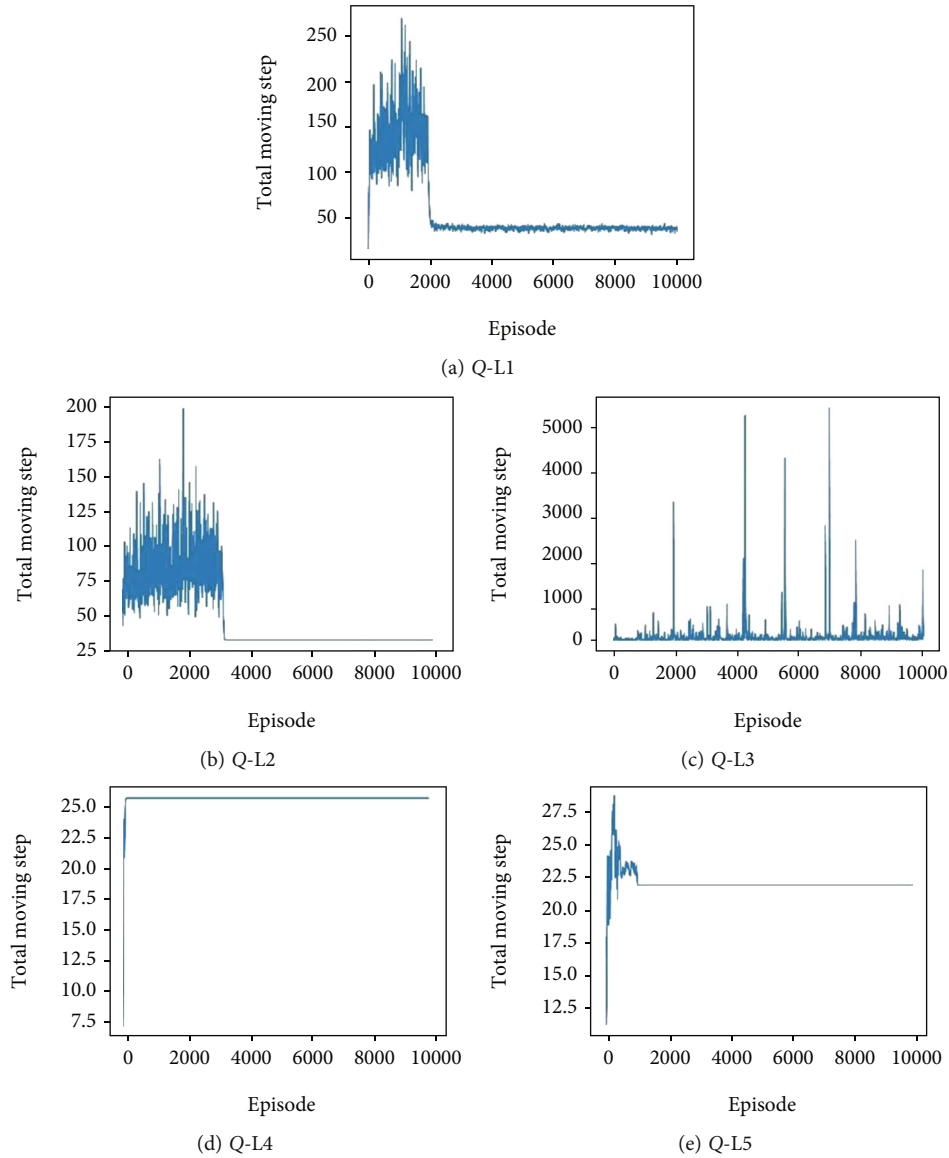 250
200
150
100
50
Total moving step
0 2000 4000 6000 8000 10000
Episode
(a) Q-L1
200
175
150
125
100
75
50
25
Total moving step
0 2000 4000 6000 8000 10000
Episode
(b) Q-L2
5000
4000
3000
2000
1000
0
Total moving step
0 2000 4000 6000 8000 10000
Episode
(c) Q-L3
25.0
22.5
20.0
17.5
15.0
12.5
10.0
7.5
Total moving step
0 2000 4000 6000 8000 10000
Episode
(d) Q-L4
27.5
25.0
22.5
20.0
17.5
15.0
12.5
Total moving step
0 2000 4000 6000 8000 10000
Episode
(e) Q-L5